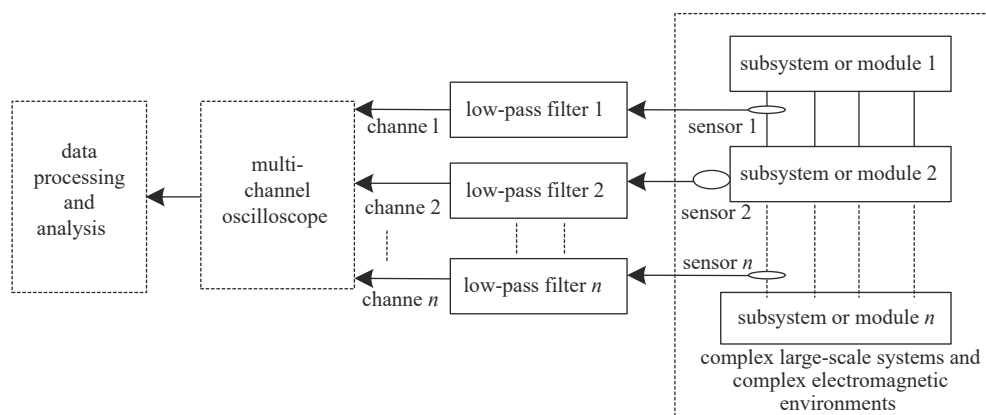 data
processing
and
analysis
multi-
channel
oscilloscope
channe 1
channe 2
channe n
low-pass filter 1
low-pass filter 2
low-pass filter n
sensor 1
sensor 2
sensor n
subsystem or module 1
subsystem or module 2
subsystem or module n
complex large-scale systems and
complex electromagnetic
environments